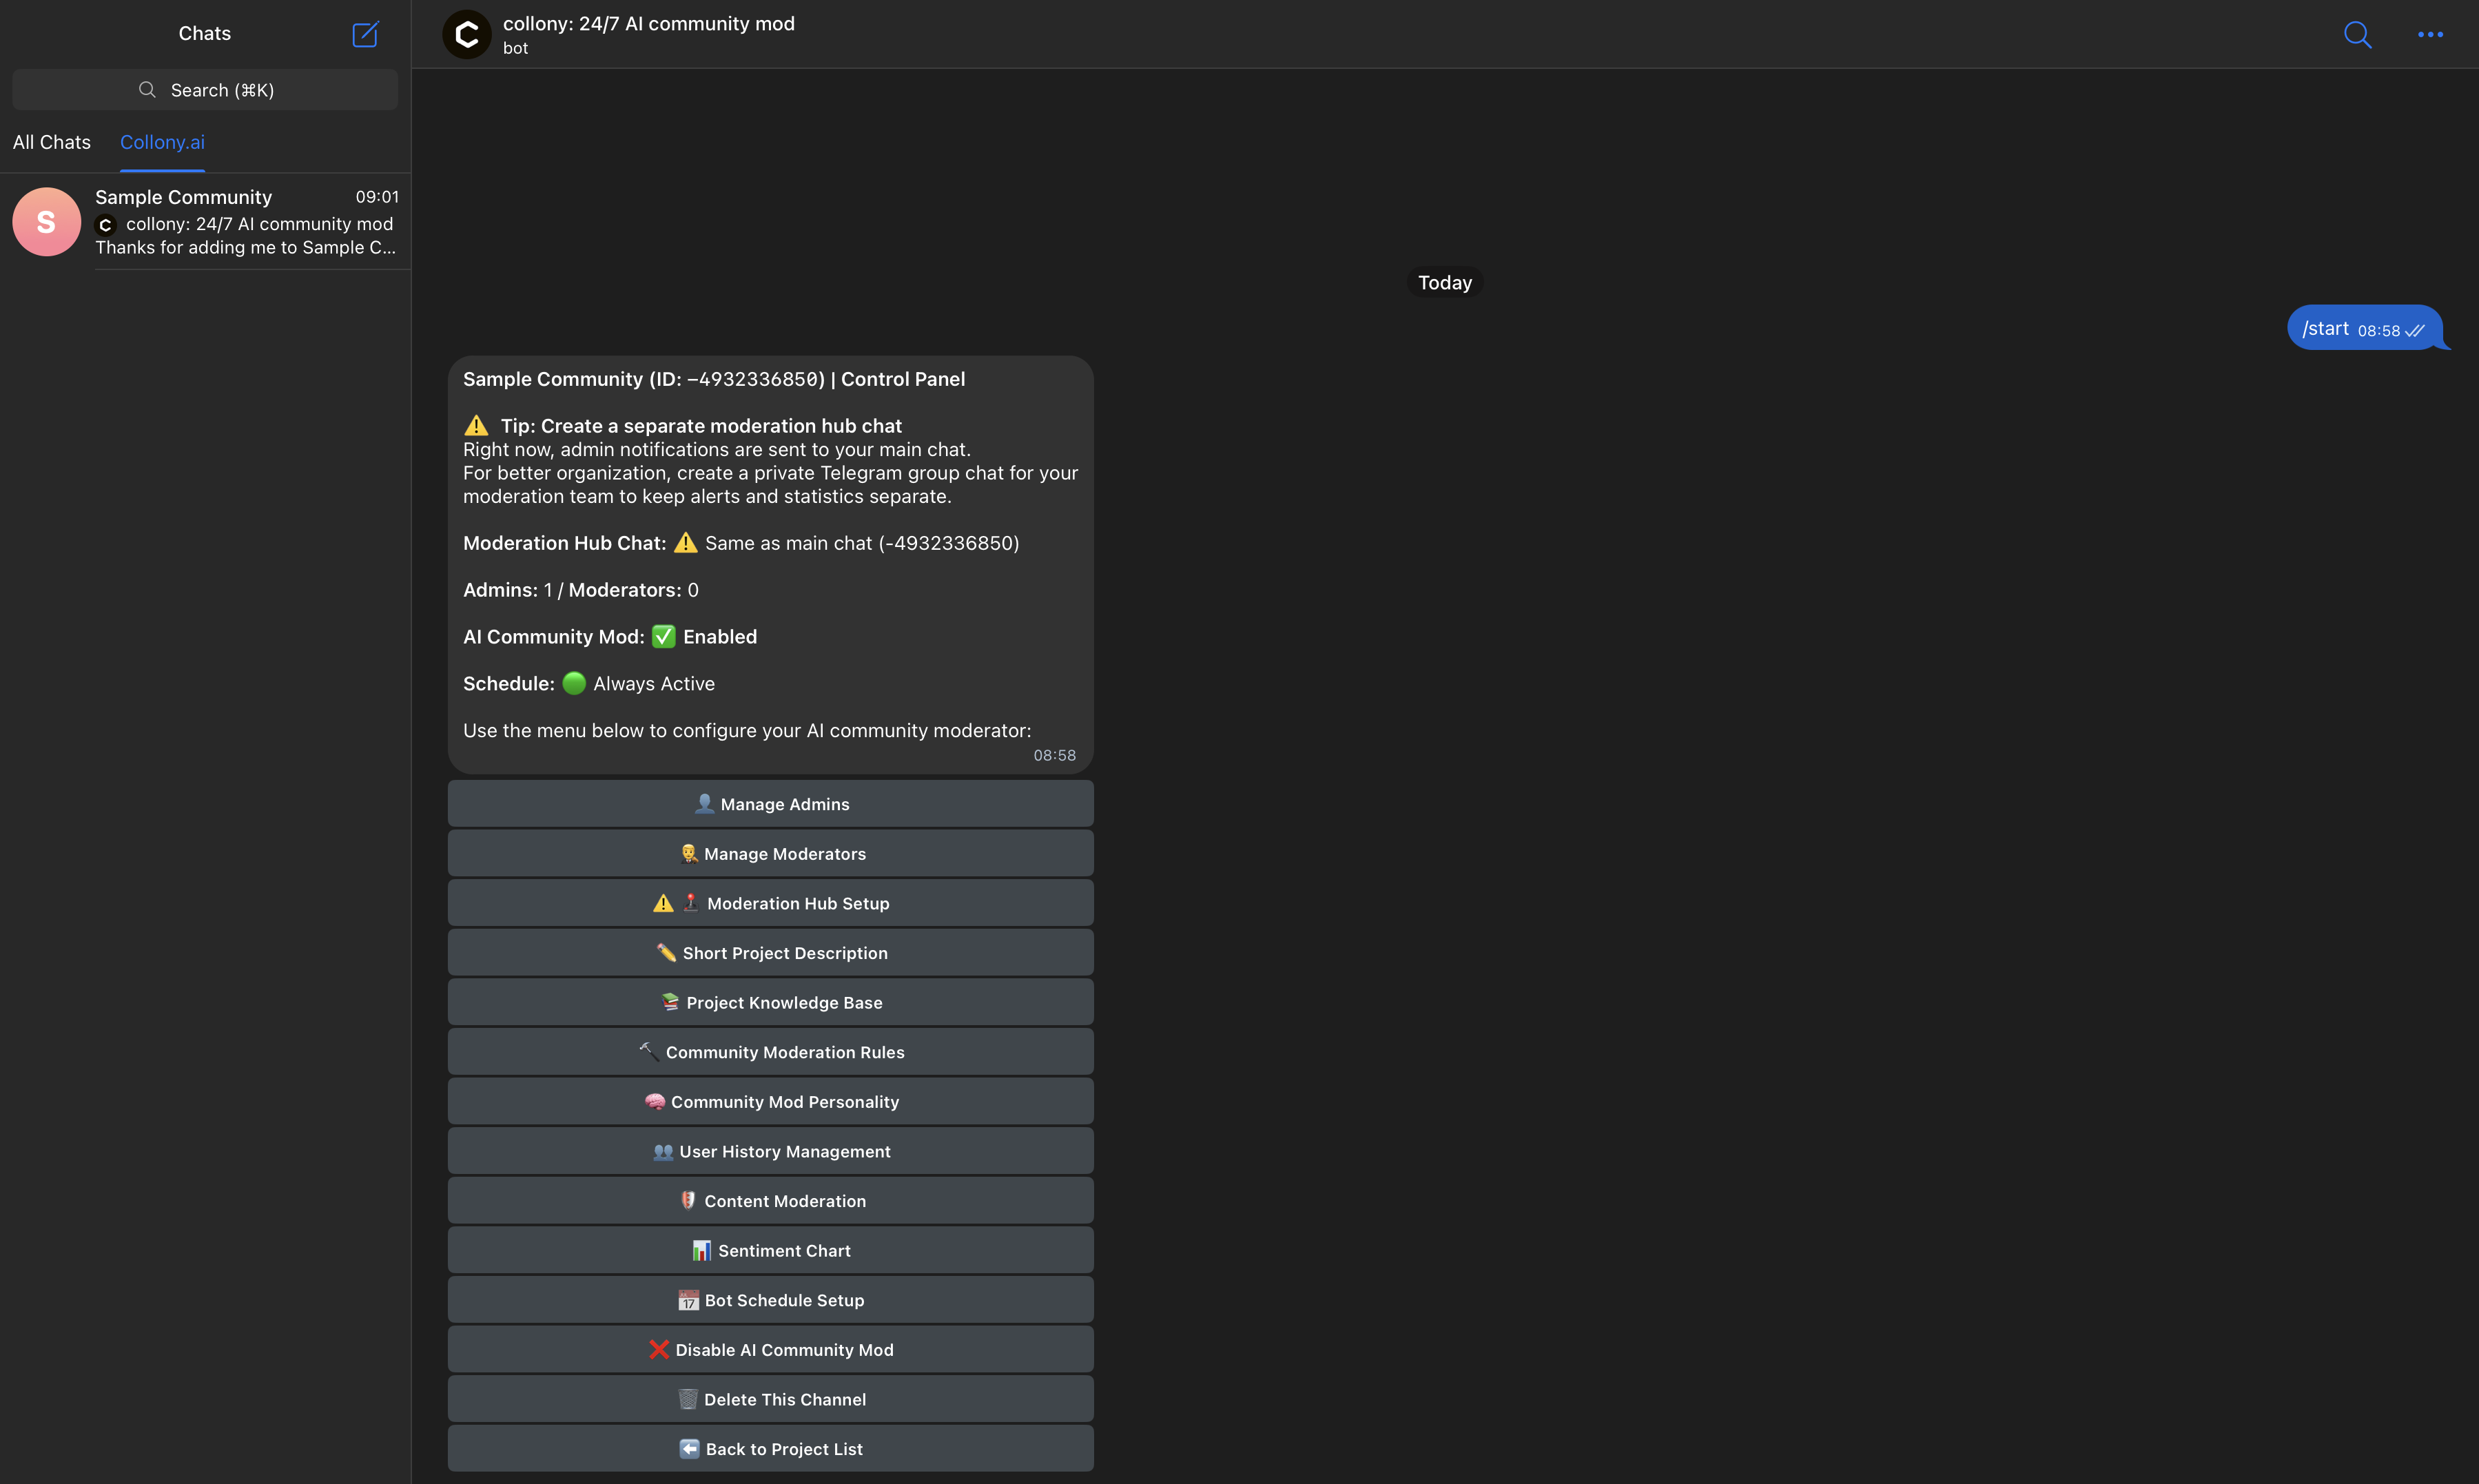 Chats
Search (⌘K)
All Chats
Collony.ai
S
Sample Community
09:01
collony: 24/7 AI community mod
Thanks for adding me to Sample C...
collony: 24/7 AI community mod
bot
Today
/start 08:58
Sample Community (ID: −4932336850) | Control Panel
⚠️ Tip: Create a separate moderation hub chat
Right now, admin notifications are sent to your main chat.
For better organization, create a private Telegram group chat for your
moderation team to keep alerts and statistics separate.
Moderation Hub Chat: ⚠️ Same as main chat (-4932336850)
Admins: 1 / Moderators: 0
AI Community Mod: ✅ Enabled
Schedule: 🟢 Always Active
Use the menu below to configure your AI community moderator:
08:58
Manage Admins
Manage Moderators
Moderation Hub Setup
Short Project Description
Project Knowledge Base
Community Moderation Rules
Community Mod Personality
User History Management
Content Moderation
Sentiment Chart
Bot Schedule Setup
Disable AI Community Mod
Delete This Channel
Back to Project List